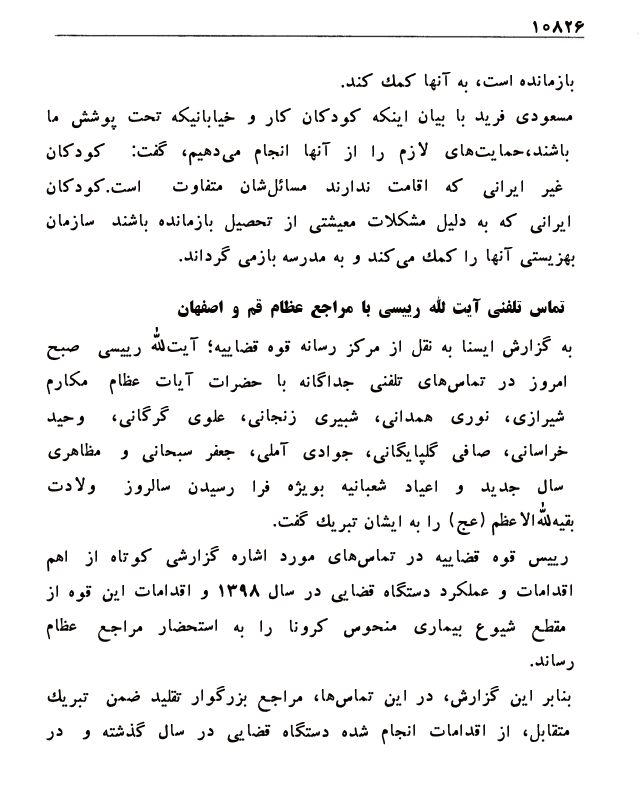 ۱۰۸۲۶
بازمانده است، به آنها کمك کند.
مسعودی فرید با بیان اینکه کودکان کار و خیابانیکه تحت پوشش ما
باشند،حمایت‌های لازم را از آنها انجام می‌دهیم، گفت: کودکان
غیر ایرانی که اقامت ندارند مسائل‌شان متفاوت است.کودکان
ایرانی که به دلیل مشکلات معیشتی از تحصیل بازمانده باشند سازمان
بهزیستی آنها را کمك می‌کند و به مدرسه بازمی گرداند.
تماس تلفنی آیت لله رییسی با مراجع عظام قم و اصفهان
به گزارش ایسنا به نقل از مرکز رسانه قوه قضاییه؛ آیت‌لله رییسی صبح
امروز در تماس‌های تلفنی جداگانه با حضرات آیات عظام مکارم
شیرازی، نوری همدانی، شبیری زنجانی، علوی گرگانی، وحید
خراسانی، صافی گلپایگانی، جوادی آملی، جعفر سبحانی و مظاهری
سال جدید و اعیاد شعبانیه بویژه فرا رسیدن سالروز ولادت
بقیه‌لله‌الاعظم (عج) را به ایشان تبریك گفت.
رییس قوه قضاییه در تماس‌های مورد اشاره گزارشی کوتاه از اهم
اقدامات و عملکرد دستگاه قضایی در سال ۱۳۹۸ و اقدامات این قوه از
مقطع شیوع بیماری منحوس کرونا را به استحضار مراجع عظام
رساند.
بنابر این گزارش، در این تماس‌ها، مراجع بزرگوار تقلید ضمن تبریك
متقابل، از اقدامات انجام شده دستگاه قضایی در سال گذشته و در